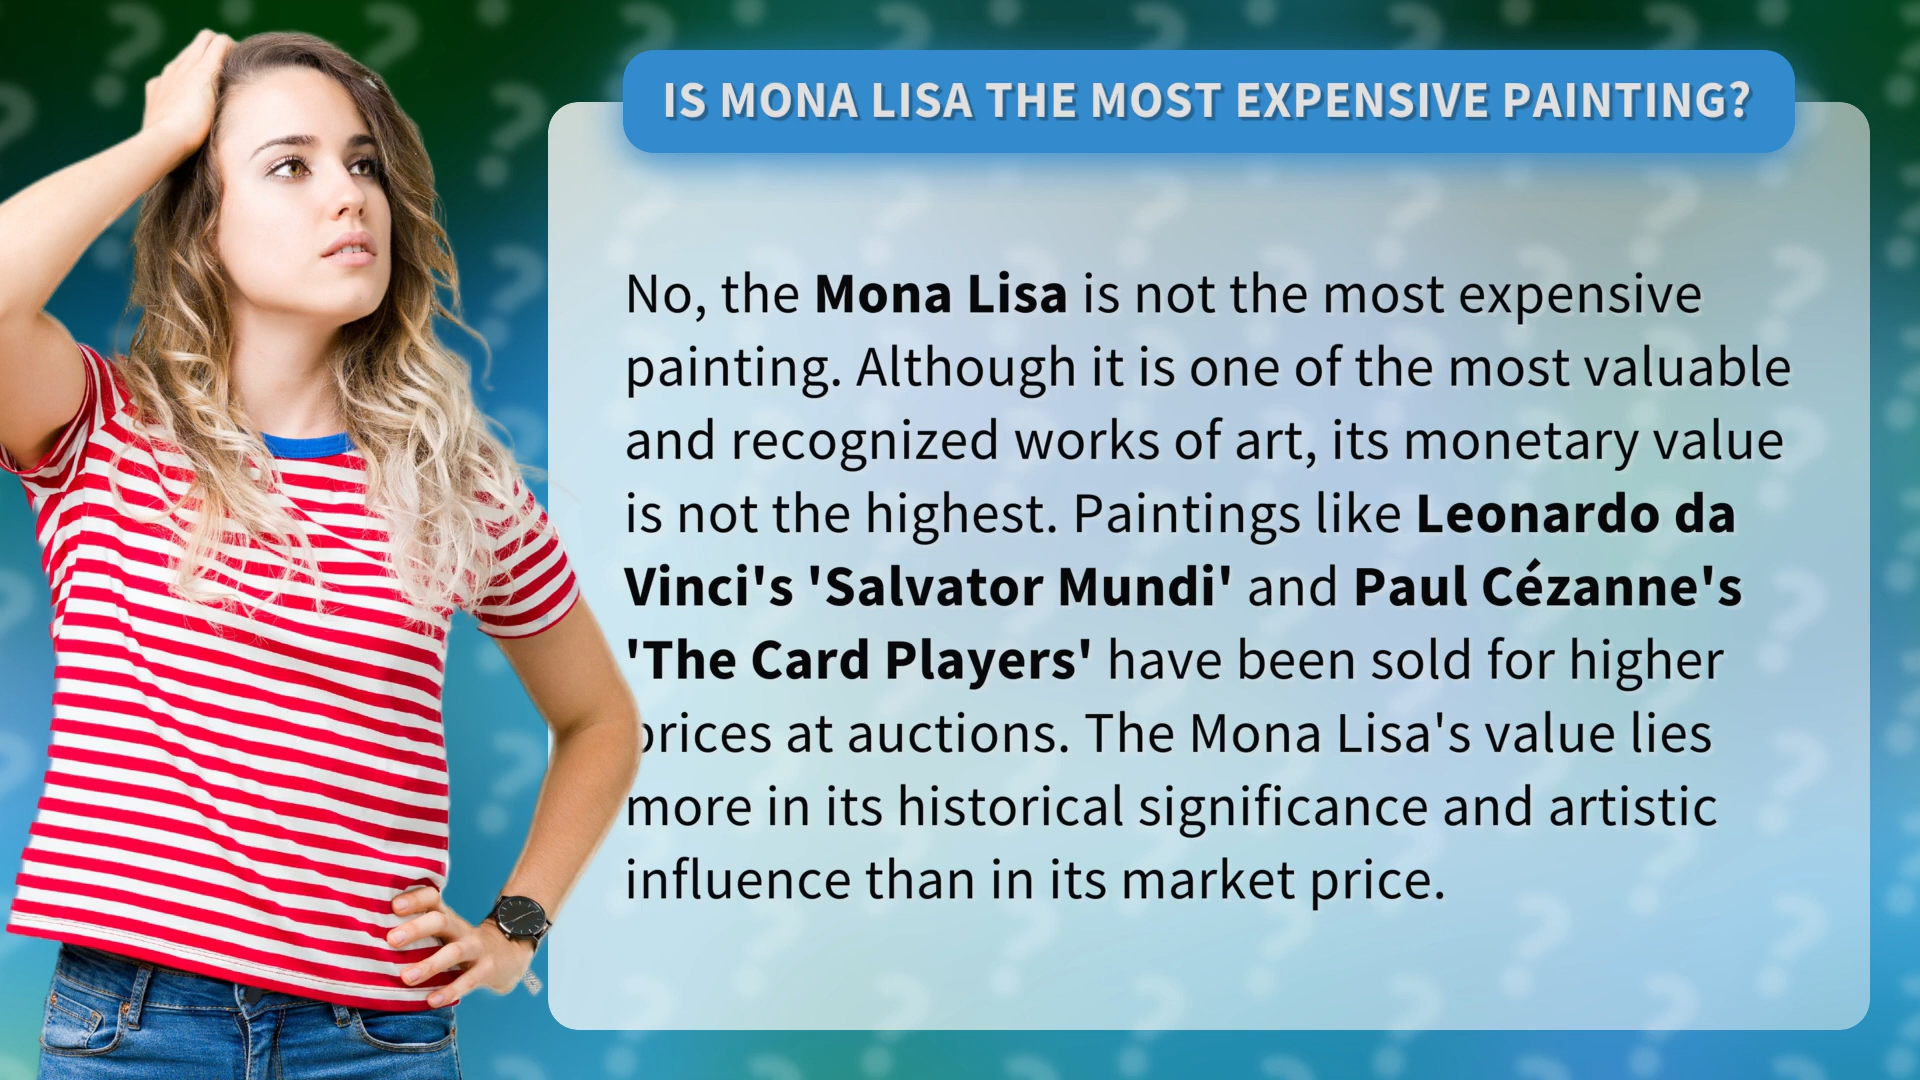 IS MONA LISA THE MOST EXPENSIVE PAINTING?
No, the Mona Lisa is not the most expensive
painting. Although it is one of the most valuable
and recognized works of art, its monetary value
is not the highest. Paintings like Leonardo da
Vinci's 'Salvator Mundi' and Paul Cézanne's
'The Card Players' have been sold for higher
prices at auctions. The Mona Lisa's value lies
more in its historical significance and artistic
influence than in its market price.